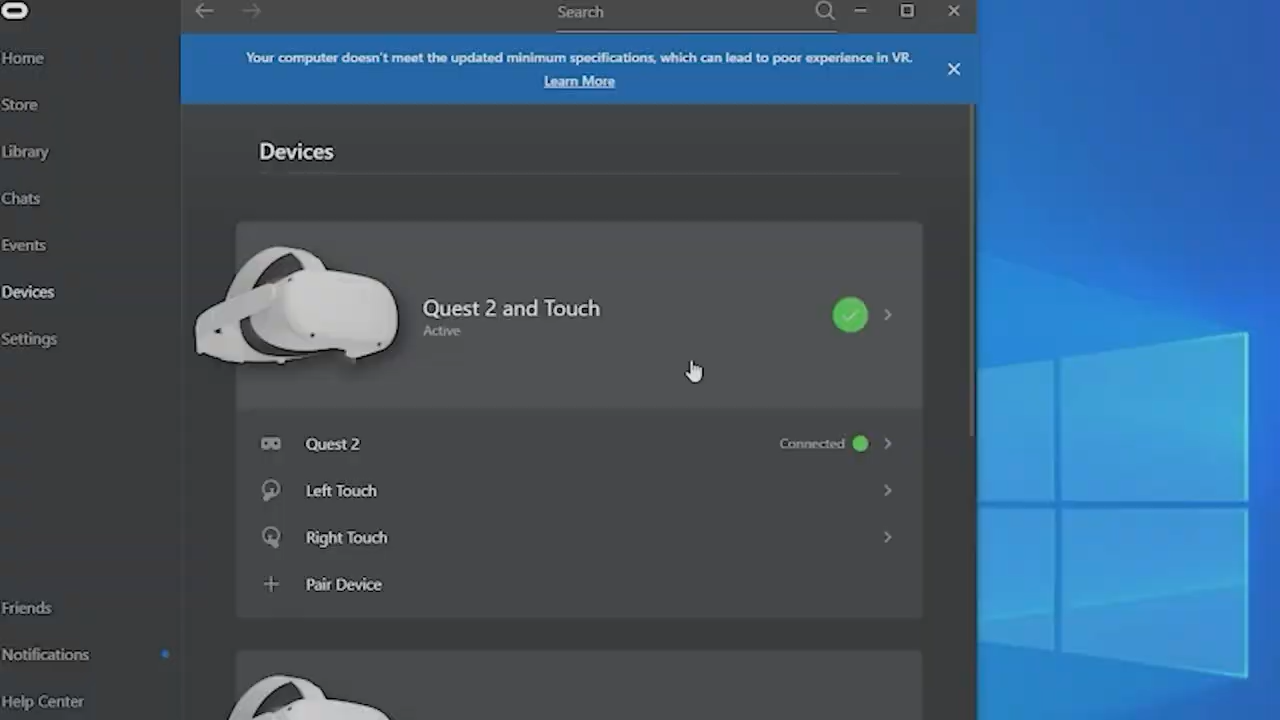 Search
Your computer doesn't meet the updated minimum specifications, which can lead to poor experience in VR.
Learn More
Home
Store
Library
Chats
Events
Devices
Settings
Friends
Notifications
Help Center
Devices
Quest 2 and Touch
Active
Quest 2
Connected
Left Touch
Right Touch
Pair Device